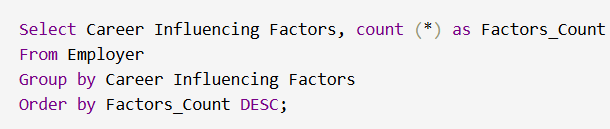 Select Career Influencing Factors, count (*) as Factors_Count
From Employer
Group by Career Influencing Factors
Order by Factors_Count DESC;